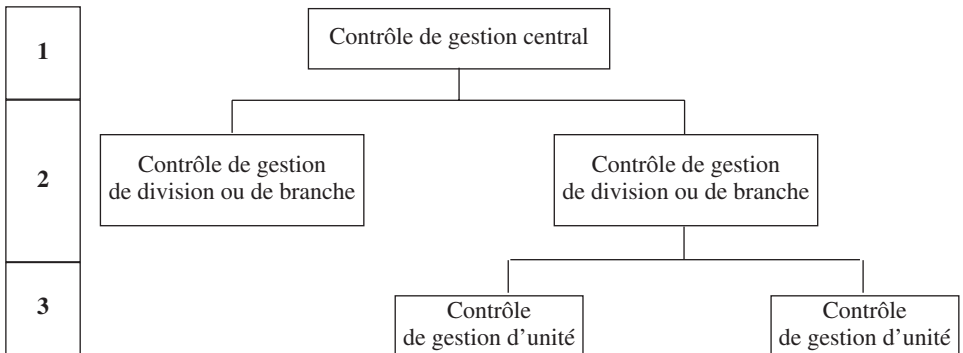 1
Contrôle de gestion central
2
Contrôle de gestion
de division ou de branche
Contrôle de gestion
de division ou de branche
3
Contrôle
de gestion d'unité
Contrôle
de gestion d'unité